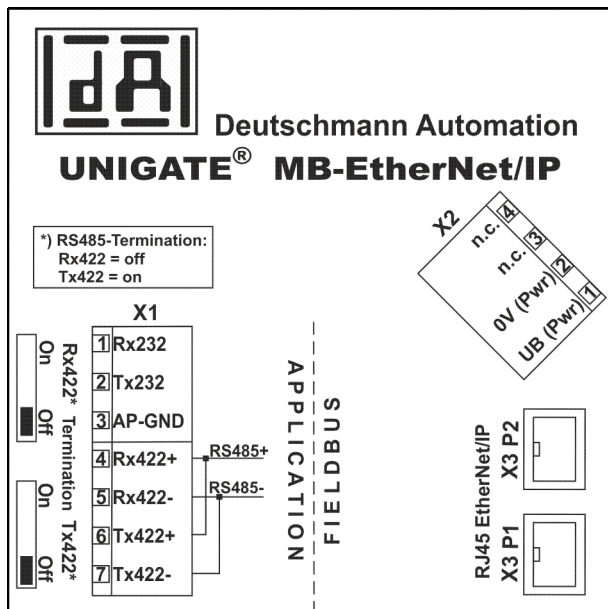 dA
Deutschmann Automation
UNIGATE® MB-EtherNet/IP
*) RS485-Termination:
Rx422 = off
Tx422 = on
X2
n.c. 4
n.c. 3
0V (Pwr) 2
UB (Pwr) 1
X1
1 Rx232
2 Tx232
3 AP-GND
4 Rx422+
5 Rx422-
6 Tx422+
7 Tx422-
RS485+
RS485-
Rx422* Termination Tx422*
On
Off
On
Off
APPLICATION
FIELDBUS
RJ45 EtherNet/IP
X3 P2
X3 P1